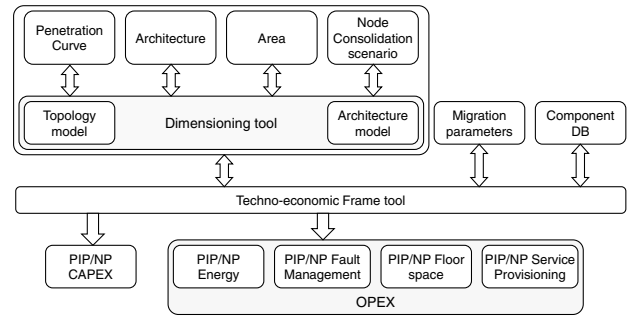 Penetration
Curve
Architecture
Area
Node
Consolidation
scenario
Topology
model
Dimensioning tool
Architecture
model
Migration
parameters
Component
DB
Techno-economic Frame tool
PIP/NP
CAPEX
PIP/NP
Energy
PIP/NP Fault
Management
PIP/NP Floor
space
PIP/NP Service
Provisioning
OPEX